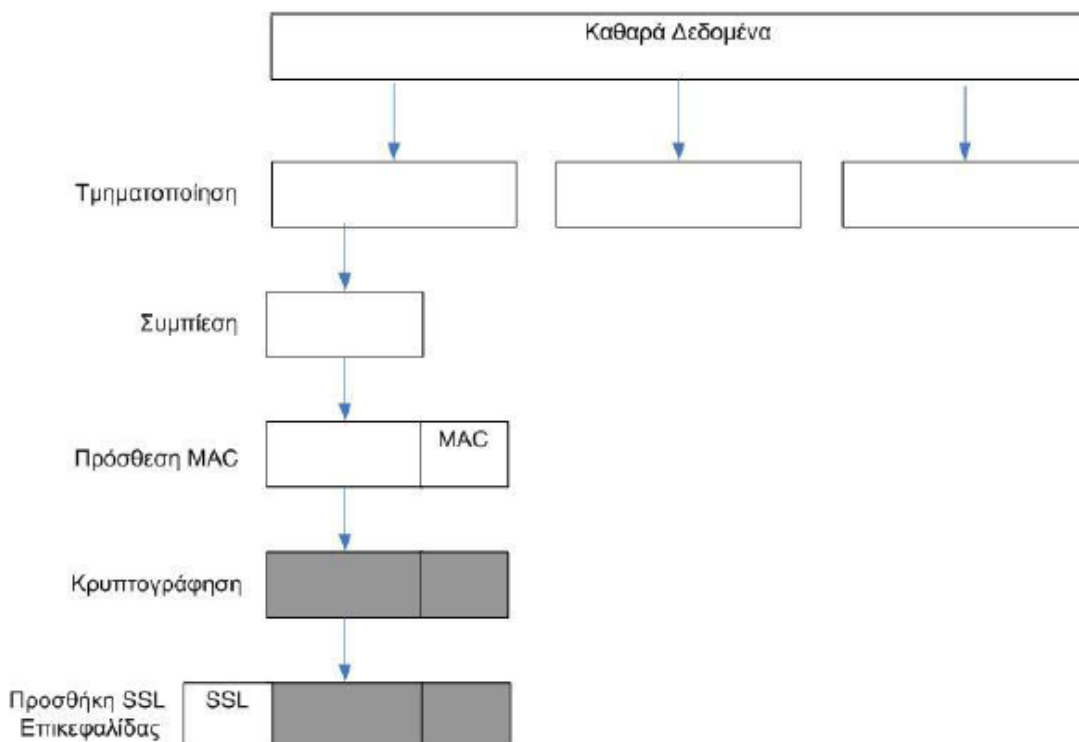 Καθαρά Δεδομένα
Τμηματοποίηση
Συμπίεση
Πρόσθεση MAC
MAC
Κρυπτογράφηση
Προσθήκη SSL
Επικεφαλίδας
SSL